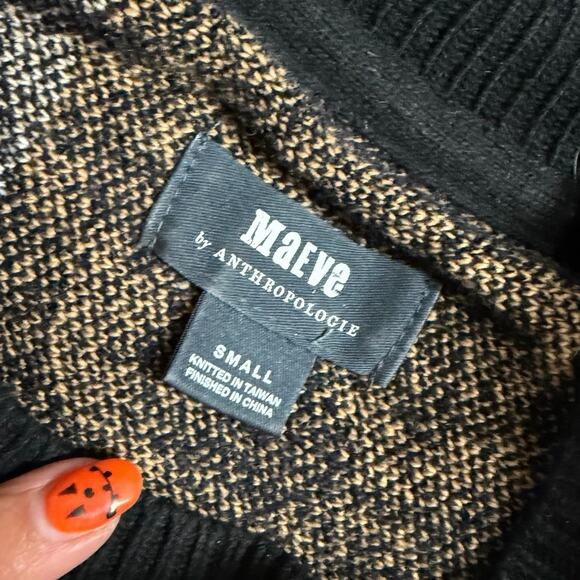 Maeve
by ANTHROPOLOGIE
SMALL
KNITTED IN TAIWAN
FINISHED IN CHINA